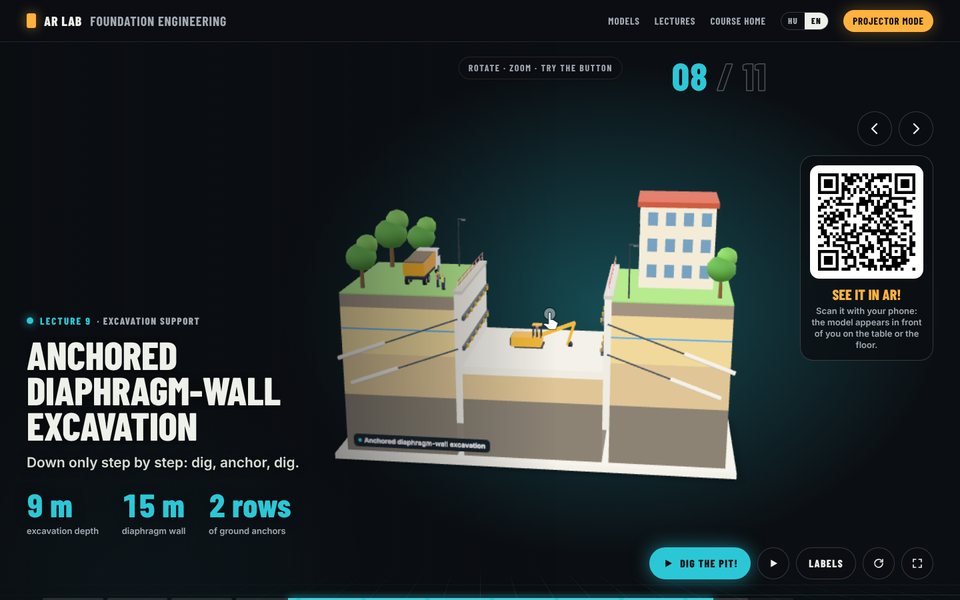 AR LAB FOUNDATION ENGINEERING
MODELS LECTURES COURSE HOME HU EN PROJECTOR MODE
ROTATE · ZOOM · TRY THE BUTTON
08 / 11
SEE IT IN AR!
Scan it with your phone:
the model appears in front
of you on the table or the
floor.
LECTURE 9 · EXCAVATION SUPPORT
ANCHORED
DIAPHRAGM-WALL
EXCAVATION
Down only step by step: dig, anchor, dig.
9 m 15 m 2 rows
excavation depth diaphragm wall of ground anchors
Anchored diaphragm-wall excavation
DIG THE PIT! LABELS